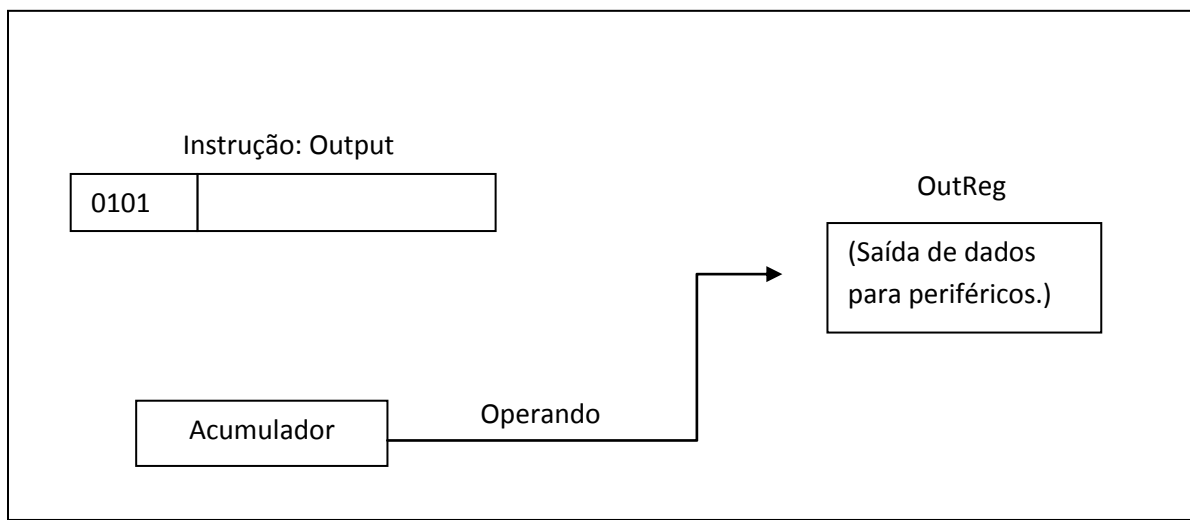 Instrução: Output
0101
OutReg
(Saída de dados
para periféricos.)
Operando
Acumulador